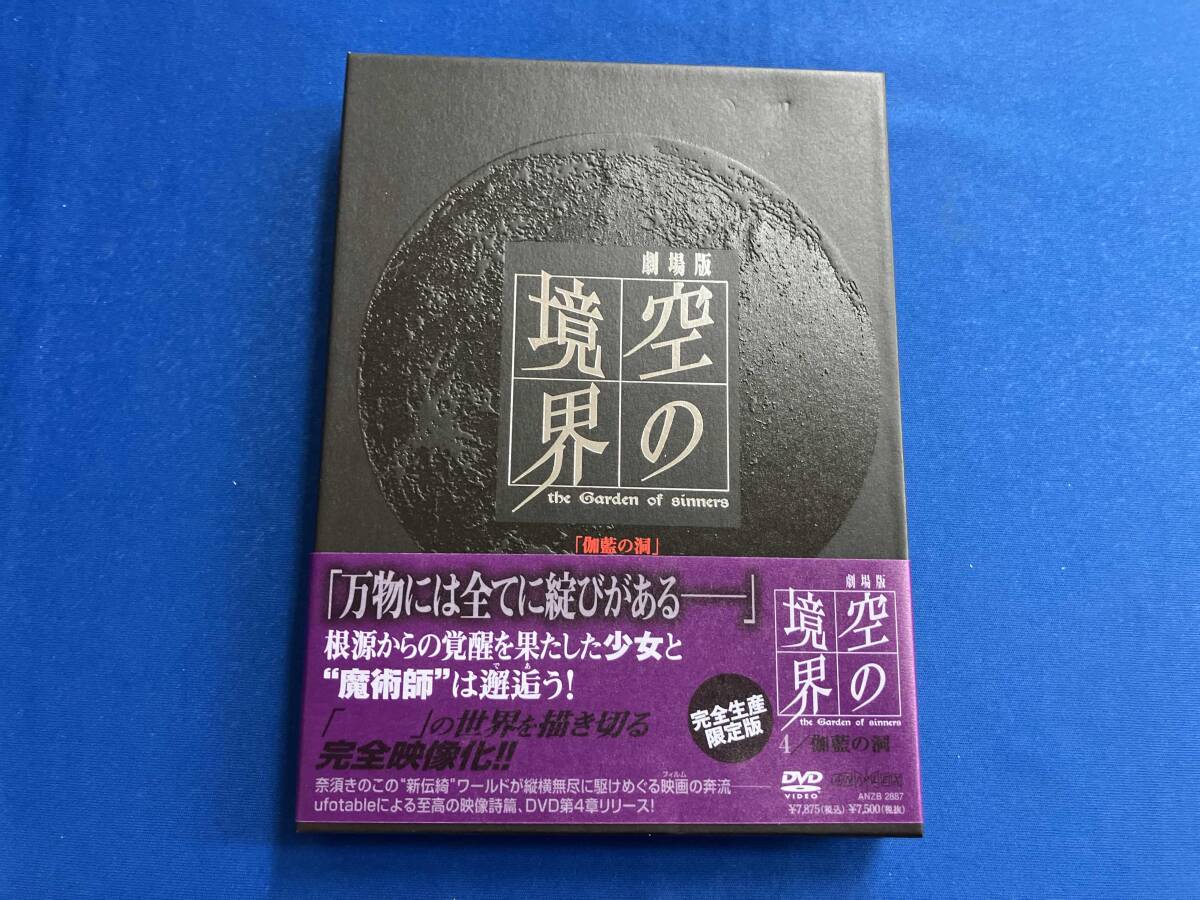 劇場版
空の
境界
the Garden of sinners
「伽藍の洞」
「万物には全てに綻びがある――」
根源からの覚醒を果たした少女と
“魔術師”は邂逅う！
であ
「　　　」の世界を描き切る
完全映像化!!
奈須きのこの“新伝綺”ワールドが縦横無尽に駆けめぐる映画の奔流――
フィルム
ufotableによる至高の映像詩篇、DVD第4章リリース！
完全生産
限定版
劇場版
空の
境界
the Garden of sinners
4／伽藍の洞
DVD
VIDEO
ANZB 2887
¥7,875(税込) ¥7,500(税抜)